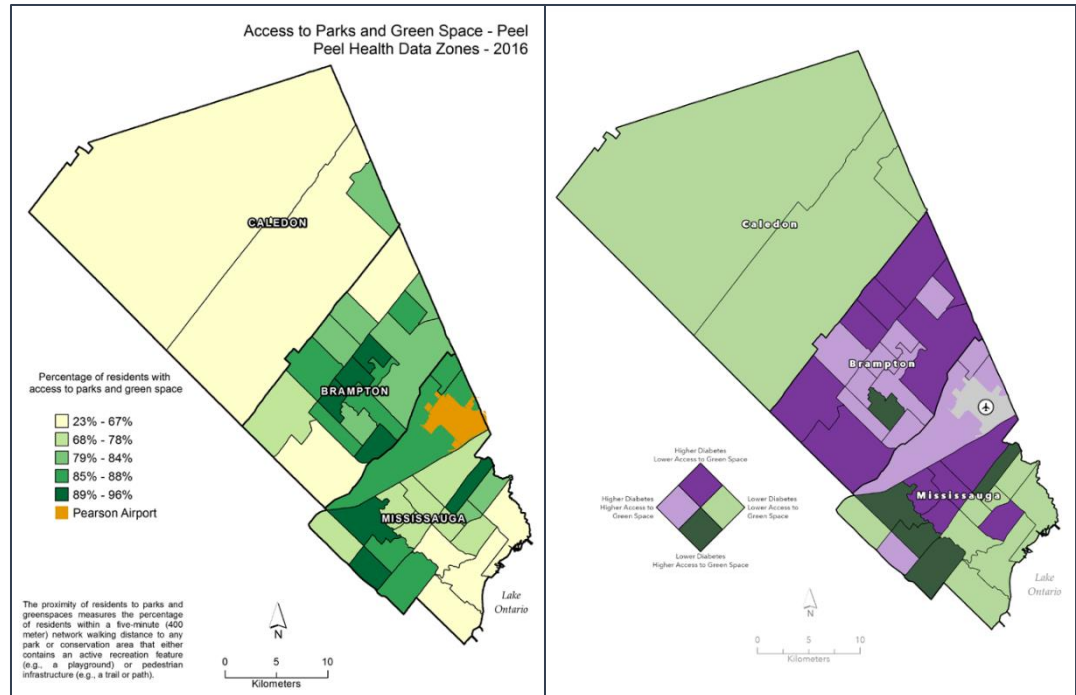 Access to Parks and Green Space - Peel
Peel Health Data Zones - 2016
CALEDON
BRAMPTON
MISSISSAUGA
Percentage of residents with
access to parks and green space
23% - 67%
68% - 78%
79% - 84%
85% - 88%
89% - 96%
Pearson Airport
The proximity of residents to parks and
greenspaces measures the percentage
of residents within a five-minute (400
meter) network walking distance to any
park or conservation area that either
contains an active recreation feature
(e.g., a playground) or pedestrian
infrastructure (e.g., a trail or path).
N
0 5 10
Kilometers
Lake
Ontario
Caledon
Brampton
Mississauga
Higher Diabetes
Lower Access to Green Space
Higher Diabetes
Higher Access to
Green Space
Lower Diabetes
Lower Access to
Green Space
Lower Diabetes
Higher Access to Green Space
Lake
Ontario
N
0 5 10
Kilometers